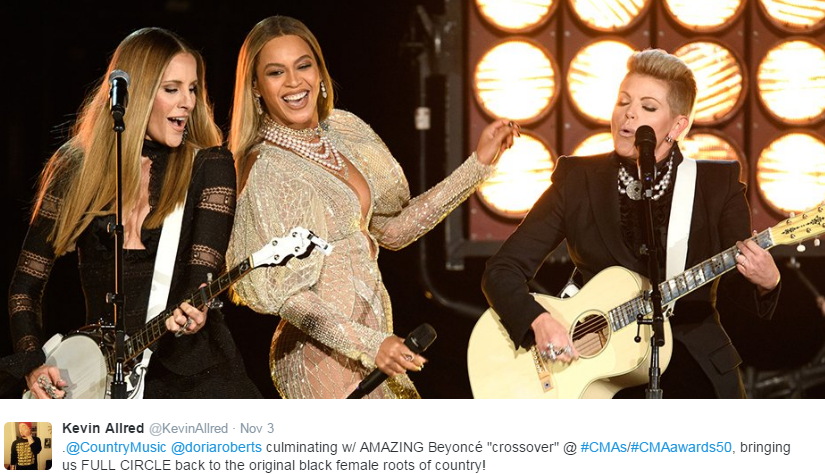 Kevin Allred @KevinAllred · Nov 3
.@CountryMusic @doriaroberts culminating w/ AMAZING Beyoncé "crossover" @ #CMAs/#CMAawards50, bringing
us FULL CIRCLE back to the original black female roots of country!